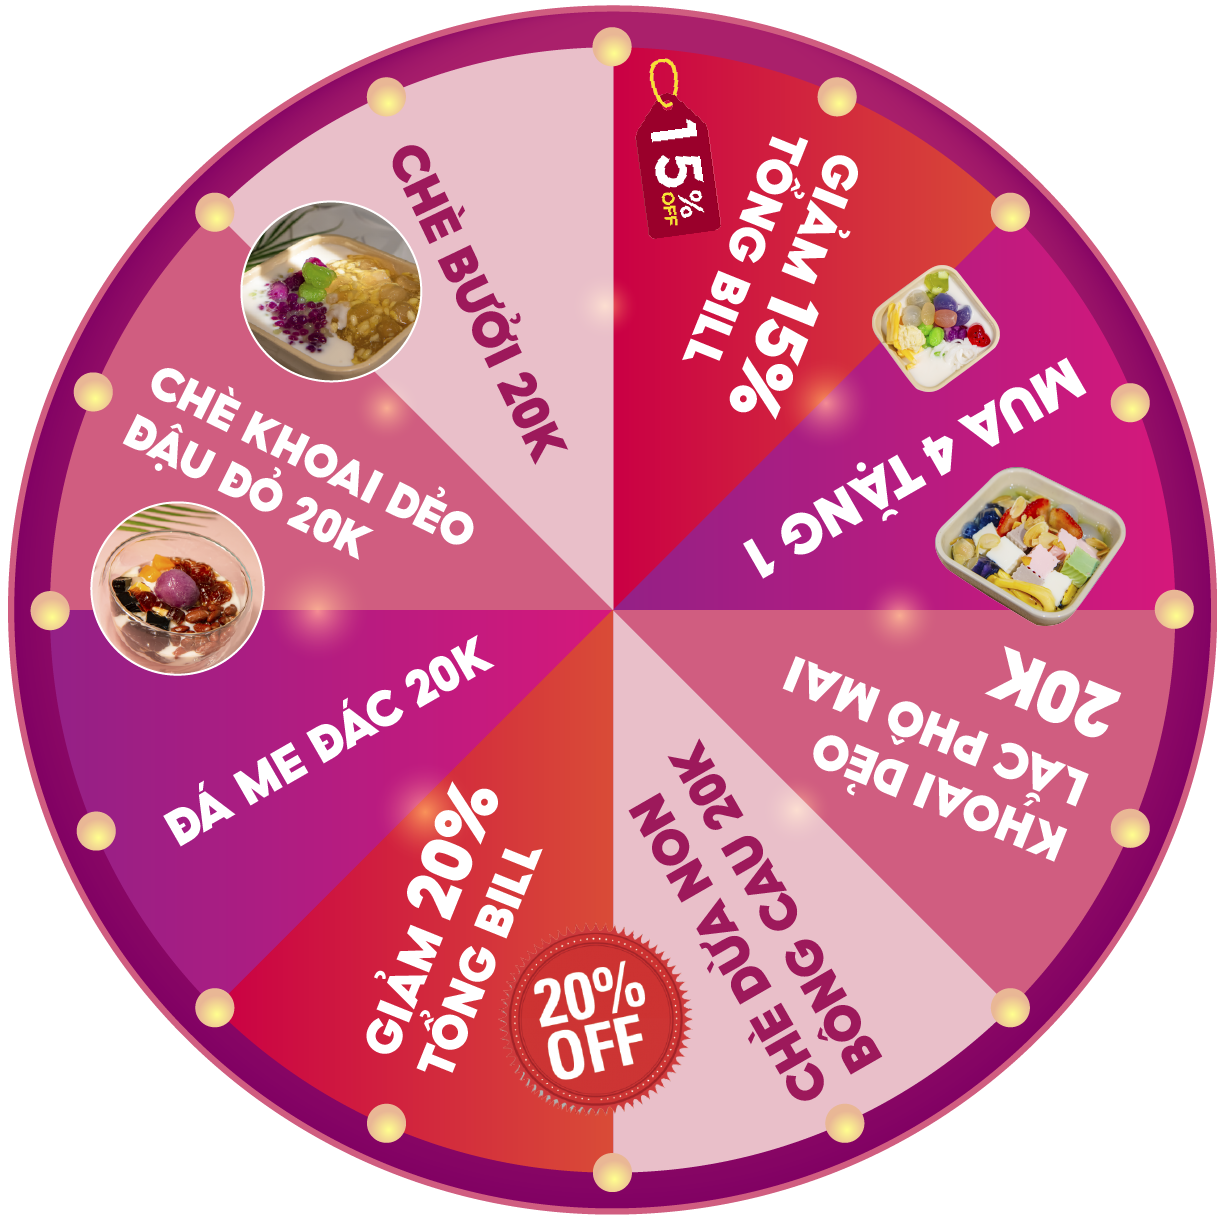 GIẢM 15%
TỔNG BILL
15%
OFF
MUA 4 TẶNG 1
KHOAI DẺO
LẮC PHÔ MAI
20K
CHÈ DỪA NON
BÔNG CAU 20K
GIẢM 20%
TỔNG BILL
20%
OFF
ĐÁ ME ĐÁC 20K
CHÈ KHOAI DẺO
ĐẬU ĐỎ 20K
CHÈ BƯỞI 20K